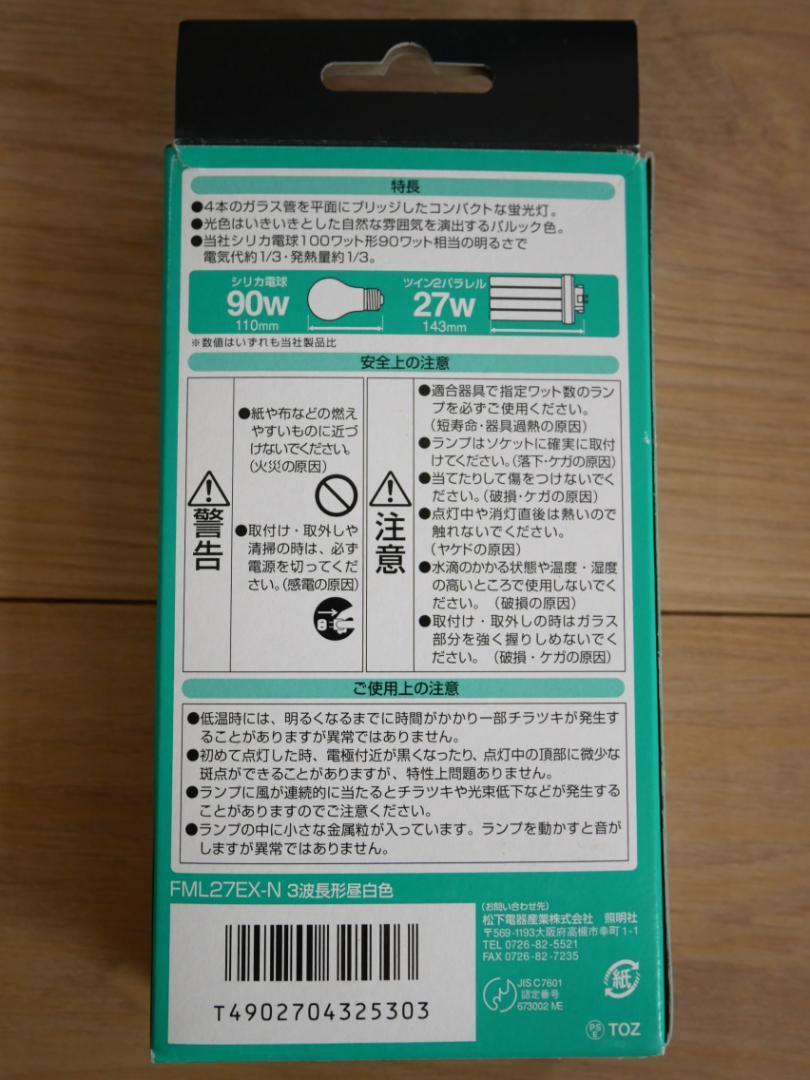 特長
●4本のガラス管を平面にブリッジしたコンパクトな蛍光灯。
●光色はいきいきとした自然な雰囲気を演出するパルック色。
●当社シリカ電球100ワット形90ワット相当の明るさで
電気代約1/3・発熱量約1/3。
シリカ電球
90W
110mm
ツイン2パラレル
27W
143mm
※数値はいずれも当社製品比
安全上の注意
警告
●紙や布などの燃え
やすいものに近づ
けないでください。
(火災の原因)
●取付け・取外しや
清掃の時は、必ず
電源を切ってくだ
さい。(感電の原因)
注意
●適合器具で指定ワット数のラン
プを必ずご使用ください。
(短寿命・器具過熱の原因)
●ランプはソケットに確実に取付
けてください。(落下・ケガの原因)
●当てたりして傷をつけないでく
ださい。(破損・ケガの原因)
●点灯中や消灯直後は熱いので
触れないでください。
(ヤケドの原因)
●水滴のかかる状態や温度・湿度
の高いところで使用しないでく
ださい。(破損の原因)
●取付け・取外しの時はガラス
部分を強く握りしめないでく
ださい。(破損・ケガの原因)
ご使用上の注意
●低温時には、明るくなるまでに時間がかかり一部チラツキが発生す
ることがありますが異常ではありません。
●初めて点灯した時、電極付近が黒くなったり、点灯中の頂部に微少な
斑点ができることがありますが、特性上問題ありません。
●ランプに風が連続的に当たるとチラツキや光束低下などが発生する
ことがありますのでご注意ください。
●ランプの中に小さな金属粒が入っています。ランプを動かすと音が
しますが異常ではありません。
FML27EX-N 3波長形昼白色
T4902704325303
(お問い合わせ先)
松下電器産業株式会社 照明社
〒569-1193大阪府高槻市幸町1-1
TEL 0726-82-5521
FAX 0726-82-7235
JIS C7601
認定番号
673002 ME
紙
PS
E TOZ